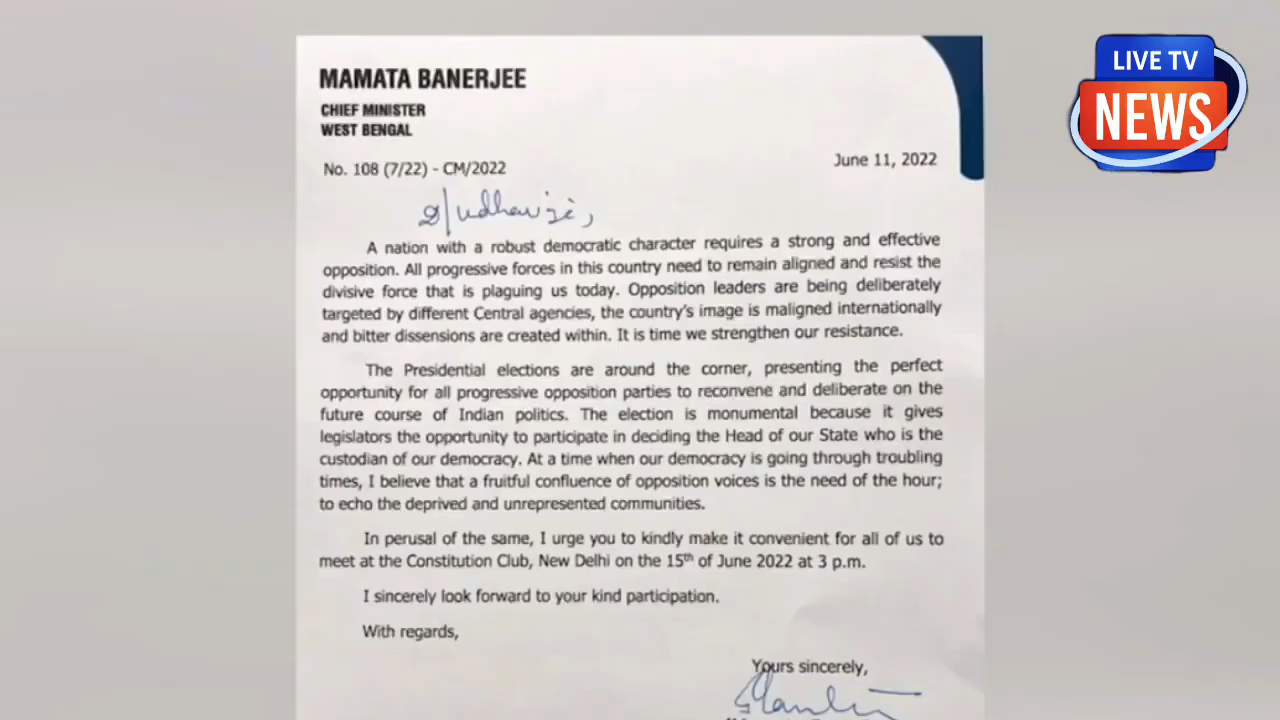 MAMATA BANERJEE
CHIEF MINISTER
WEST BENGAL
No. 108 (7/22) - CM/2022
June 11, 2022
LIVE TV
NEWS
A nation with a robust democratic character requires a strong and effective
opposition. All progressive forces in this country need to remain aligned and resist the
divisive force that is plaguing us today. Opposition leaders are being deliberately
targeted by different Central agencies, the country's image is maligned internationally
and bitter dissensions are created within. It is time we strengthen our resistance.
The Presidential elections are around the corner, presenting the perfect
opportunity for all progressive opposition parties to reconvene and deliberate on the
future course of Indian politics. The election is monumental because it gives
legislators the opportunity to participate in deciding the Head of our State who is the
custodian of our democracy. At a time when our democracy is going through troubling
times, I believe that a fruitful confluence of opposition voices is the need of the hour;
to echo the deprived and unrepresented communities.
In perusal of the same, I urge you to kindly make it convenient for all of us to
meet at the Constitution Club, New Delhi on the 15th of June 2022 at 3 p.m.
I sincerely look forward to your kind participation.
With regards,
Yours sincerely,